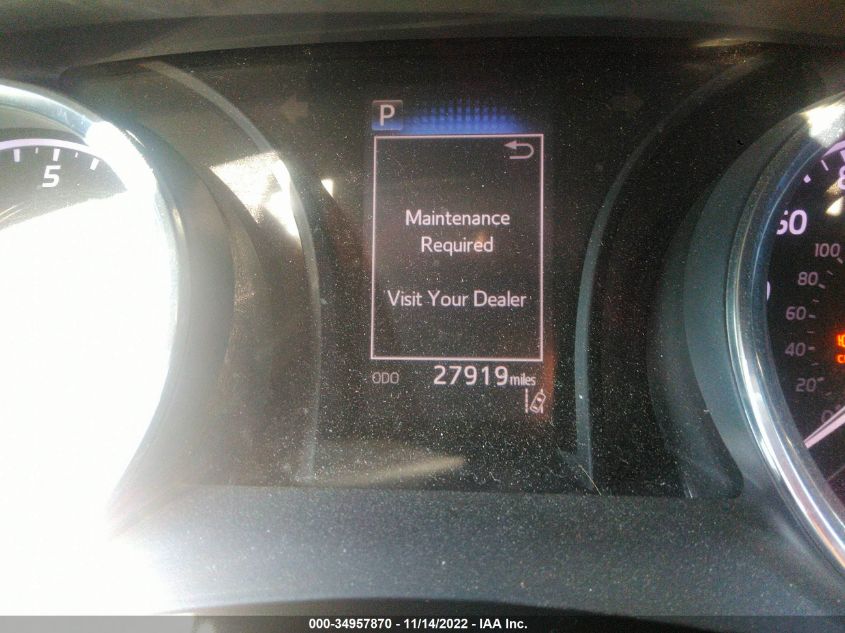 P
5
Maintenance
Required
Visit Your Dealer
ODO 27919 miles
100
80
60
40
20
0
000-34957870 - 11/14/2022 - IAA Inc.